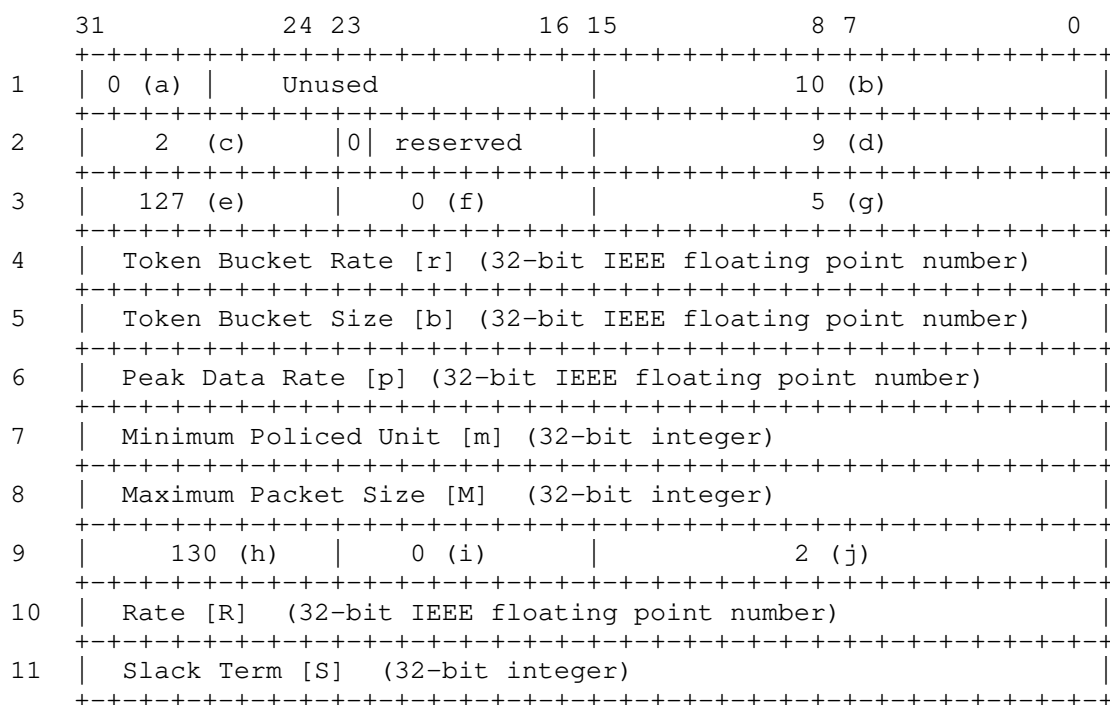 31 24 23 16 15 8 7 0
+-+-+-+-+-+-+-+-+-+-+-+-+-+-+-+-+-+-+-+-+-+-+-+-+-+-+-+-+-+-+-+-+
1 | 0 (a) | Unused | 10 (b) |
+-+-+-+-+-+-+-+-+-+-+-+-+-+-+-+-+-+-+-+-+-+-+-+-+-+-+-+-+-+-+-+-+
2 | 2 (c) |0| reserved | 9 (d) |
+-+-+-+-+-+-+-+-+-+-+-+-+-+-+-+-+-+-+-+-+-+-+-+-+-+-+-+-+-+-+-+-+
3 | 127 (e) | 0 (f) | 5 (g) |
+-+-+-+-+-+-+-+-+-+-+-+-+-+-+-+-+-+-+-+-+-+-+-+-+-+-+-+-+-+-+-+-+
4 | Token Bucket Rate [r] (32-bit IEEE floating point number) |
+-+-+-+-+-+-+-+-+-+-+-+-+-+-+-+-+-+-+-+-+-+-+-+-+-+-+-+-+-+-+-+-+
5 | Token Bucket Size [b] (32-bit IEEE floating point number) |
+-+-+-+-+-+-+-+-+-+-+-+-+-+-+-+-+-+-+-+-+-+-+-+-+-+-+-+-+-+-+-+-+
6 | Peak Data Rate [p] (32-bit IEEE floating point number) |
+-+-+-+-+-+-+-+-+-+-+-+-+-+-+-+-+-+-+-+-+-+-+-+-+-+-+-+-+-+-+-+-+
7 | Minimum Policed Unit [m] (32-bit integer) |
+-+-+-+-+-+-+-+-+-+-+-+-+-+-+-+-+-+-+-+-+-+-+-+-+-+-+-+-+-+-+-+-+
8 | Maximum Packet Size [M] (32-bit integer) |
+-+-+-+-+-+-+-+-+-+-+-+-+-+-+-+-+-+-+-+-+-+-+-+-+-+-+-+-+-+-+-+-+
9 | 130 (h) | 0 (i) | 2 (j) |
+-+-+-+-+-+-+-+-+-+-+-+-+-+-+-+-+-+-+-+-+-+-+-+-+-+-+-+-+-+-+-+-+
10 | Rate [R] (32-bit IEEE floating point number) |
+-+-+-+-+-+-+-+-+-+-+-+-+-+-+-+-+-+-+-+-+-+-+-+-+-+-+-+-+-+-+-+-+
11 | Slack Term [S] (32-bit integer) |
+-+-+-+-+-+-+-+-+-+-+-+-+-+-+-+-+-+-+-+-+-+-+-+-+-+-+-+-+-+-+-+-+